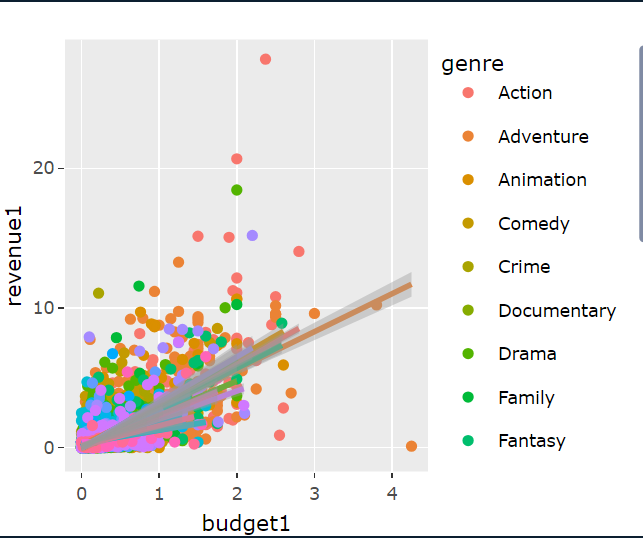 genre
Action
Adventure
Animation
Comedy
Crime
Documentary
Drama
Family
Fantasy
revenue1
20
10
0
0 1 2 3 4
budget1